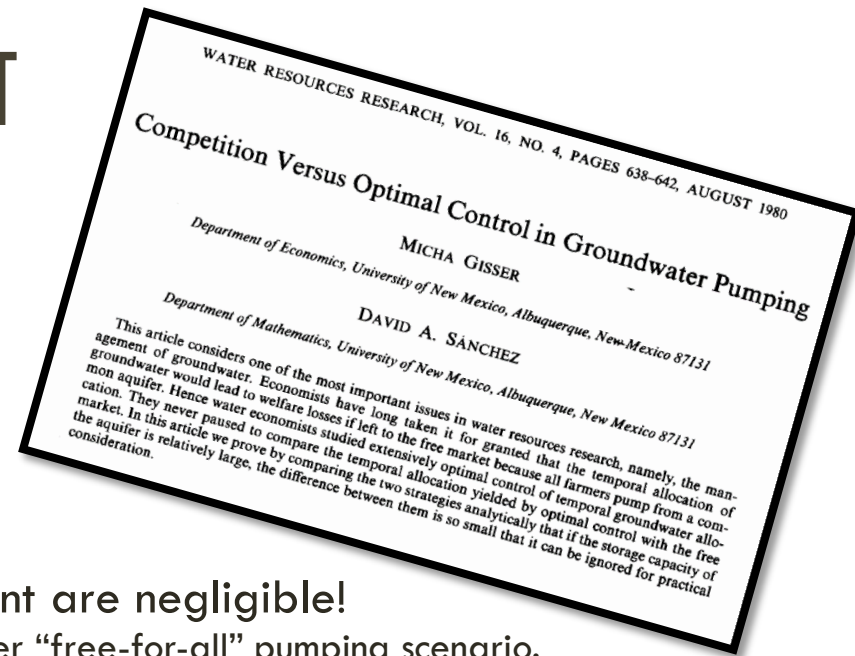 T
WATER RESOURCES RESEARCH, VOL. 16, NO. 4, PAGES 638–642, AUGUST 1980
Competition Versus Optimal Control in Groundwater Pumping
MICHA GISSER
Department of Economics, University of New Mexico, Albuquerque, New Mexico 87131
DAVID A. SÁNCHEZ
Department of Mathematics, University of New Mexico, Albuquerque, New Mexico 87131
This article considers one of the most important issues in water resources research, namely, the man-
agement of groundwater. Economists have long taken it for granted that the temporal allocation of
groundwater would lead to welfare losses if left to the free market because all farmers pump from a com-
mon aquifer. Hence water economists studied extensively optimal control of temporal groundwater allo-
cation. They never paused to compare the temporal allocation yielded by optimal control with the free
market. In this article we prove by comparing the two strategies analytically that if the storage capacity of
the aquifer is relatively large, the difference between them is so small that it can be ignored for practical
consideration.
nt are negligible!
er “free-for-all” pumping scenario.